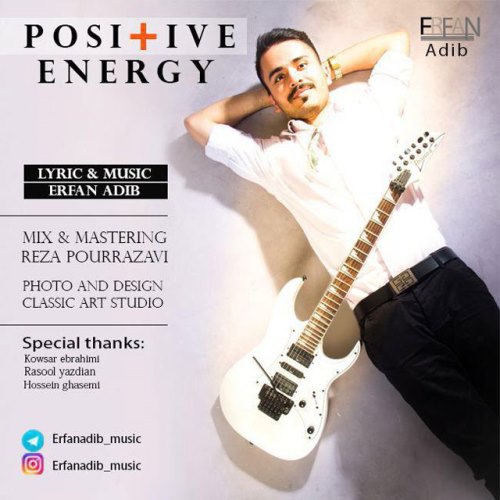 POSI+IVE
ENERGY
ERFAN
Adib
LYRIC & MUSIC
ERFAN ADIB
MIX & MASTERING
REZA POURRAZAVI
PHOTO AND DESIGN
CLASSIC ART STUDIO
Special thanks:
Kowsar ebrahimi
Rasool yazdian
Hossein ghasemi
Erfanadib_music
Erfanadib_music
Ibanez